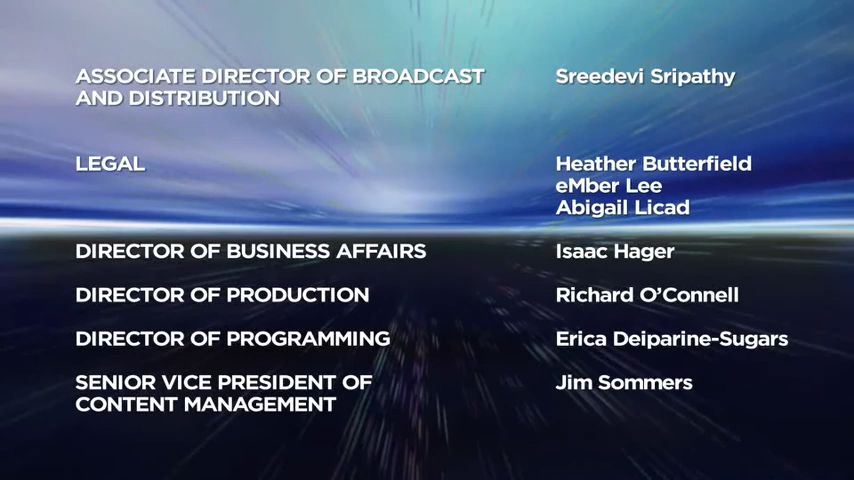 ASSOCIATE DIRECTOR OF BROADCAST Sreedevi Sripathy
AND DISTRIBUTION
LEGAL Heather Butterfield
eMber Lee
Abigail Licad
DIRECTOR OF BUSINESS AFFAIRS Isaac Hager
DIRECTOR OF PRODUCTION Richard O’Connell
DIRECTOR OF PROGRAMMING Erica Deiparine-Sugars
SENIOR VICE PRESIDENT OF Jim Sommers
CONTENT MANAGEMENT